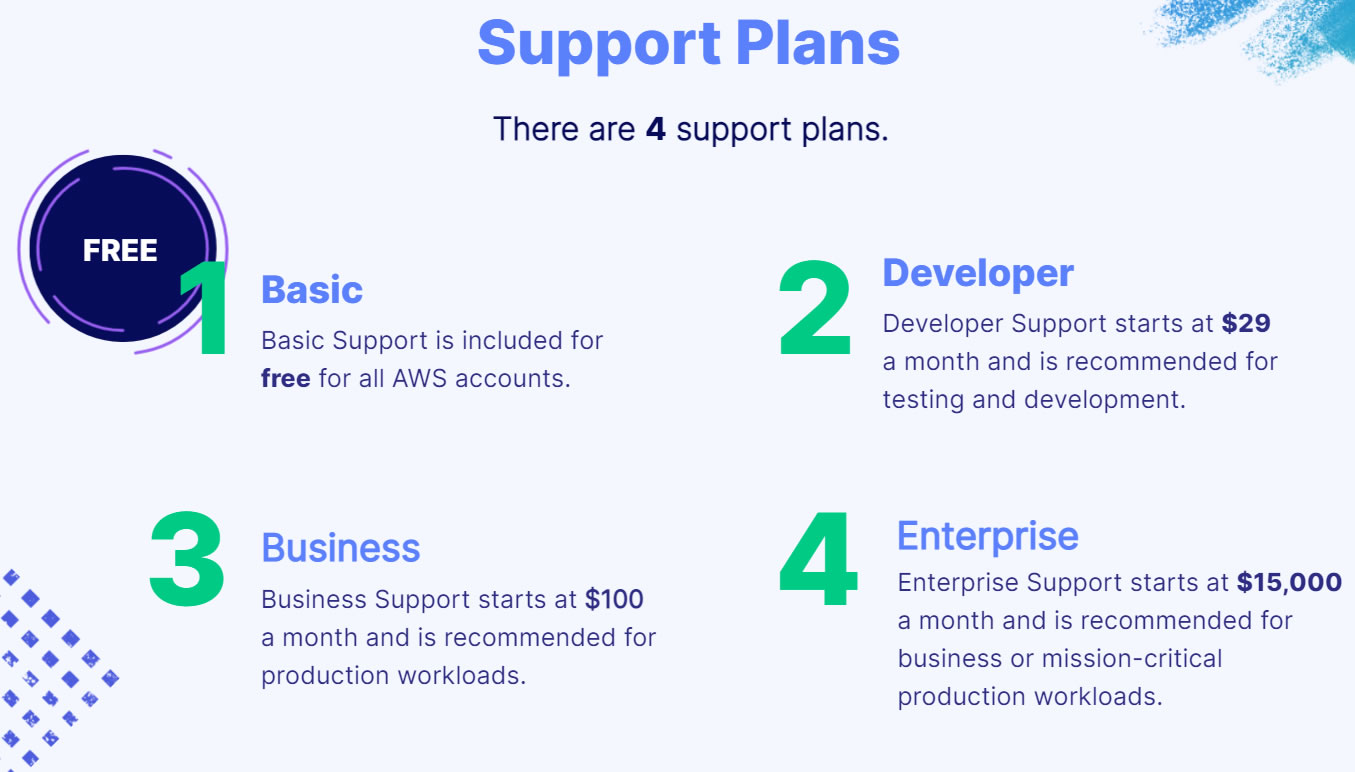 Support Plans
There are 4 support plans.
FREE
1
Basic
Basic Support is included for
free for all AWS accounts.
2
Developer
Developer Support starts at $29
a month and is recommended for
testing and development.
3
Business
Business Support starts at $100
a month and is recommended for
production workloads.
4
Enterprise
Enterprise Support starts at $15,000
a month and is recommended for
business or mission-critical
production workloads.